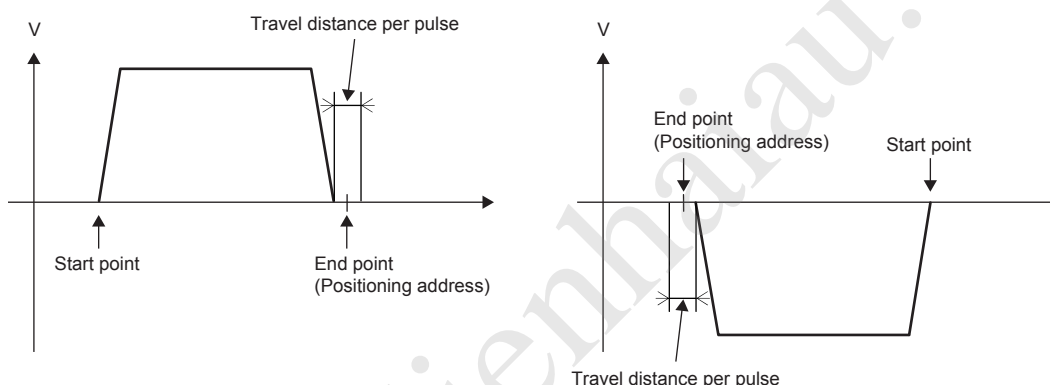 V
Travel distance per pulse
Start point
End point
(Positioning address)
V
End point
(Positioning address)
Start point
Travel distance per pulse
ienhaiau.